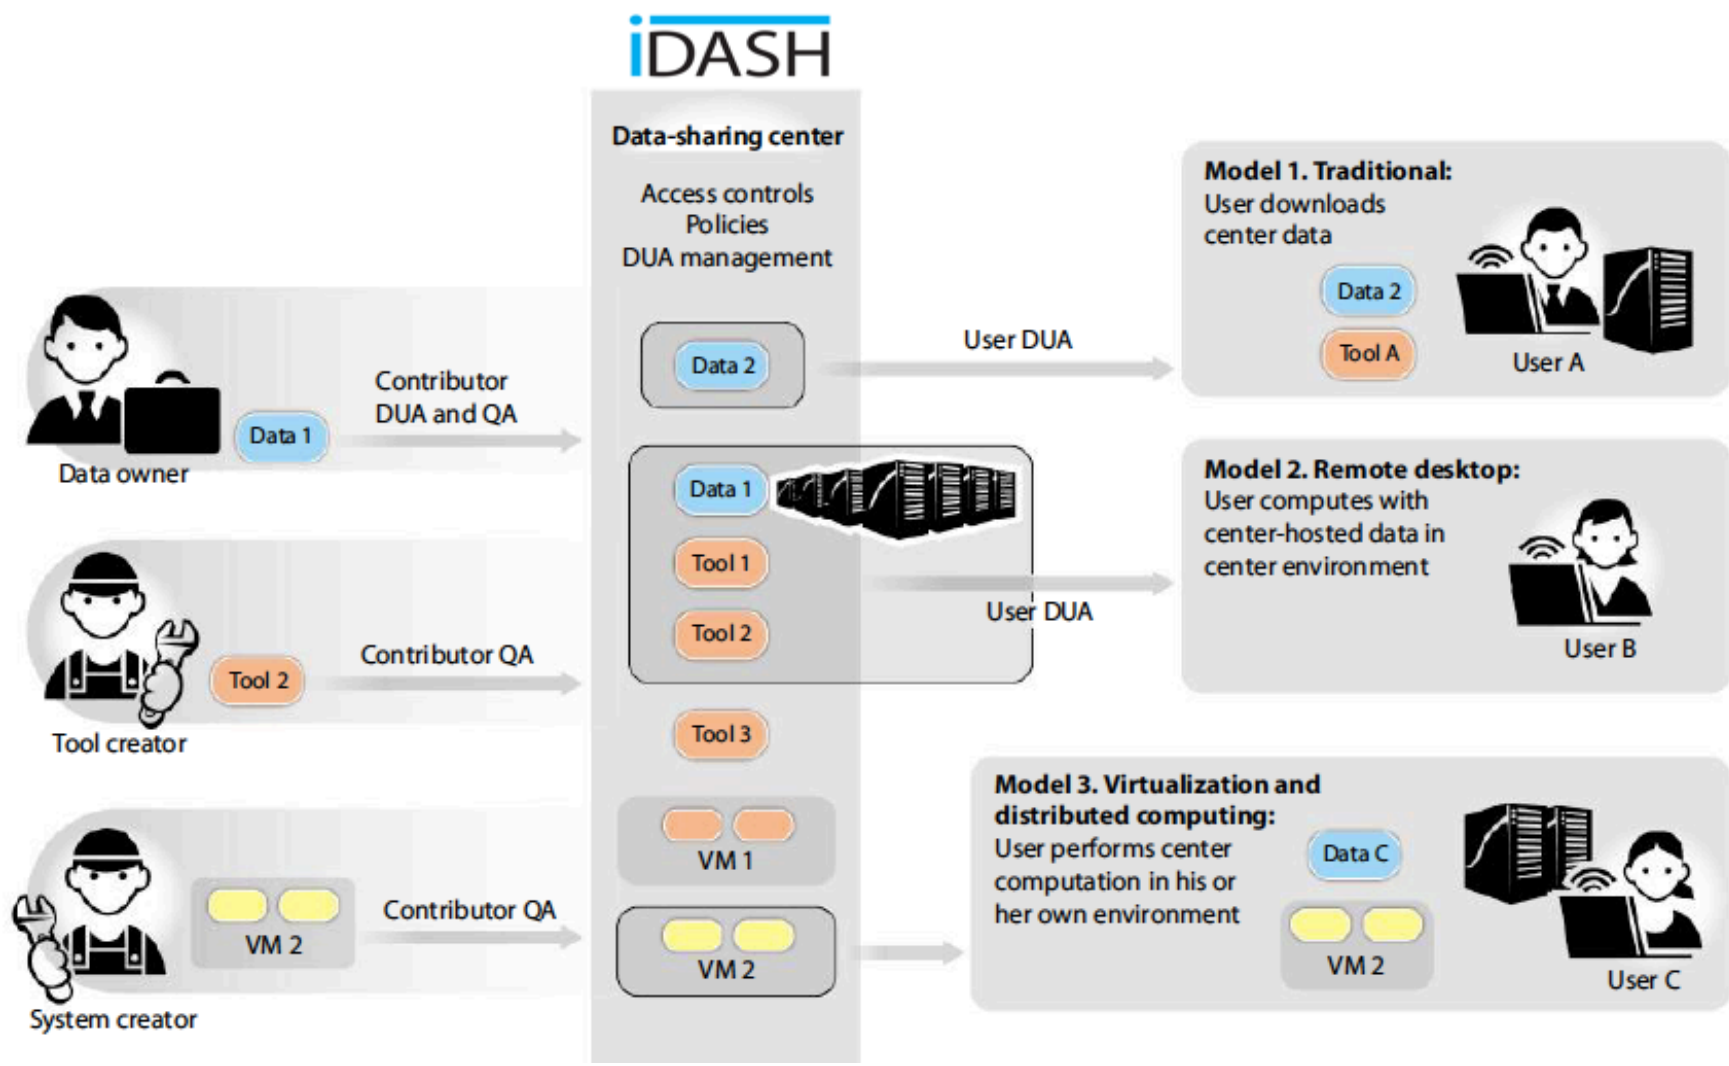 iDASH
Data-sharing center
Access controls
Policies
DUA management
Data owner
Data 1
Contributor
DUA and QA
Tool creator
Tool 2
Contributor QA
System creator
VM 2
Contributor QA
Data 2
Data 1
Tool 1
Tool 2
Tool 3
VM 1
VM 2
User DUA
User DUA
Model 1. Traditional:
User downloads
center data
Data 2
Tool A
User A
Model 2. Remote desktop:
User computes with
center-hosted data in
center environment
User B
Model 3. Virtualization and
distributed computing:
User performs center
computation in his or
her own environment
Data C
VM 2
User C